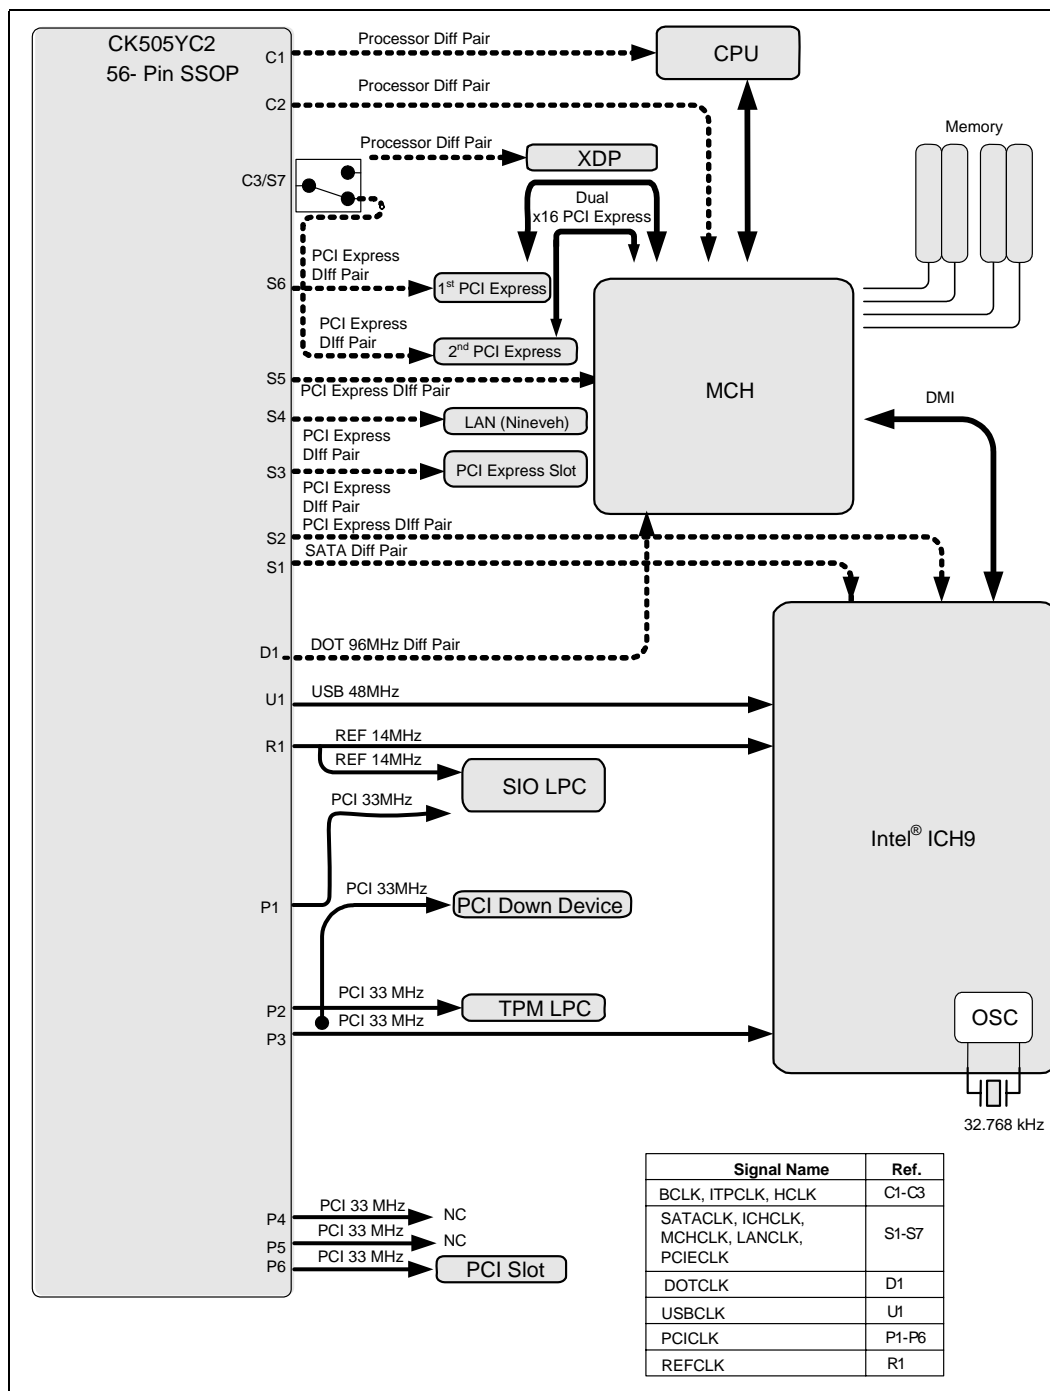 CK505YC2
56- Pin SSOP
C1
Processor Diff Pair
CPU
C2
Processor Diff Pair
Memory
Processor Diff Pair
XDP
C3/S7
Dual
x16 PCI Express
PCI Express
DIff Pair
S6
1st PCI Express
PCI Express
DIff Pair
2nd PCI Express
S5
PCI Express DIff Pair
MCH
DMI
S4
LAN (Nineveh)
PCI Express
DIff Pair
S3
PCI Express Slot
PCI Express
DIff Pair
PCI Express DIff Pair
S2
SATA Diff Pair
S1
D1
DOT 96MHz Diff Pair
U1
USB 48MHz
R1
REF 14MHz
REF 14MHz
SIO LPC
PCI 33MHz
Intel® ICH9
P1
PCI 33MHz
PCI Down Device
P2
PCI 33 MHz
TPM LPC
PCI 33 MHz
P3
OSC
32.768 kHz
P4
PCI 33 MHz
NC
P5
PCI 33 MHz
NC
P6
PCI 33 MHz
PCI Slot
Signal Name Ref.
BCLK, ITPCLK, HCLK C1-C3
SATACLK, ICHCLK,
MCHCLK, LANCLK, S1-S7
PCIECLK
DOTCLK D1
USBCLK U1
PCICLK P1-P6
REFCLK R1